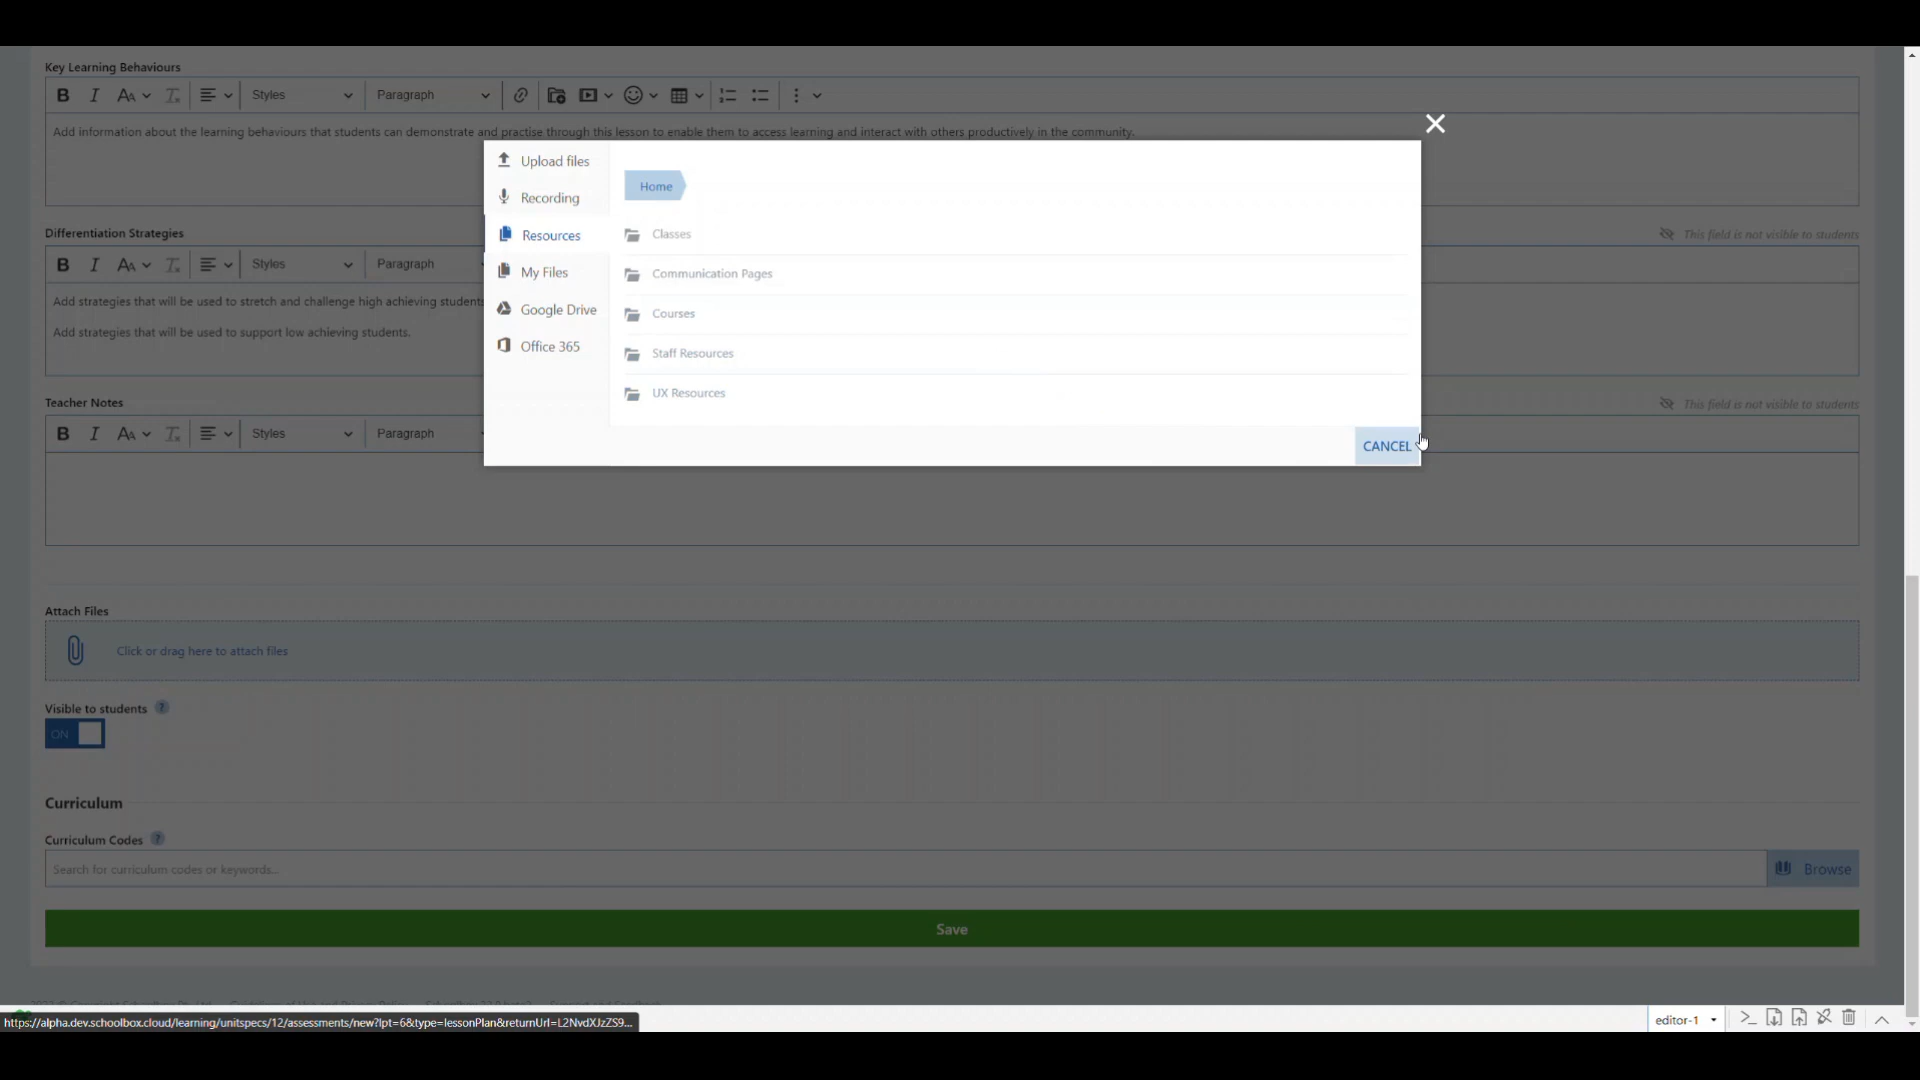 Key Learning Behaviours
Styles Paragraph
Add information about the learning behaviours that students can demonstrate and practise through this lesson to enable them to access learning and interact with others productively in the community.
Upload files
Recording
Resources
My Files
Google Drive
Office 365
Home
Classes
Communication Pages
Courses
Staff Resources
UX Resources
CANCEL
Differentiation Strategies
This field is not visible to students
Styles Paragraph
Add strategies that will be used to stretch and challenge high achieving students
Add strategies that will be used to support low achieving students.
Teacher Notes
This field is not visible to students
Styles Paragraph
Attach Files
Click or drag here to attach files
Visible to students ?
ON
Curriculum
Curriculum Codes ?
Search for curriculum codes or keywords...
Browse
Save
https://alpha.dev.schoolbox.cloud/learning/unitspecs/12/assessments/new?lpt=6&type=lessonPlan&returnUrl=L2NvdXJzZS9...
editor-1